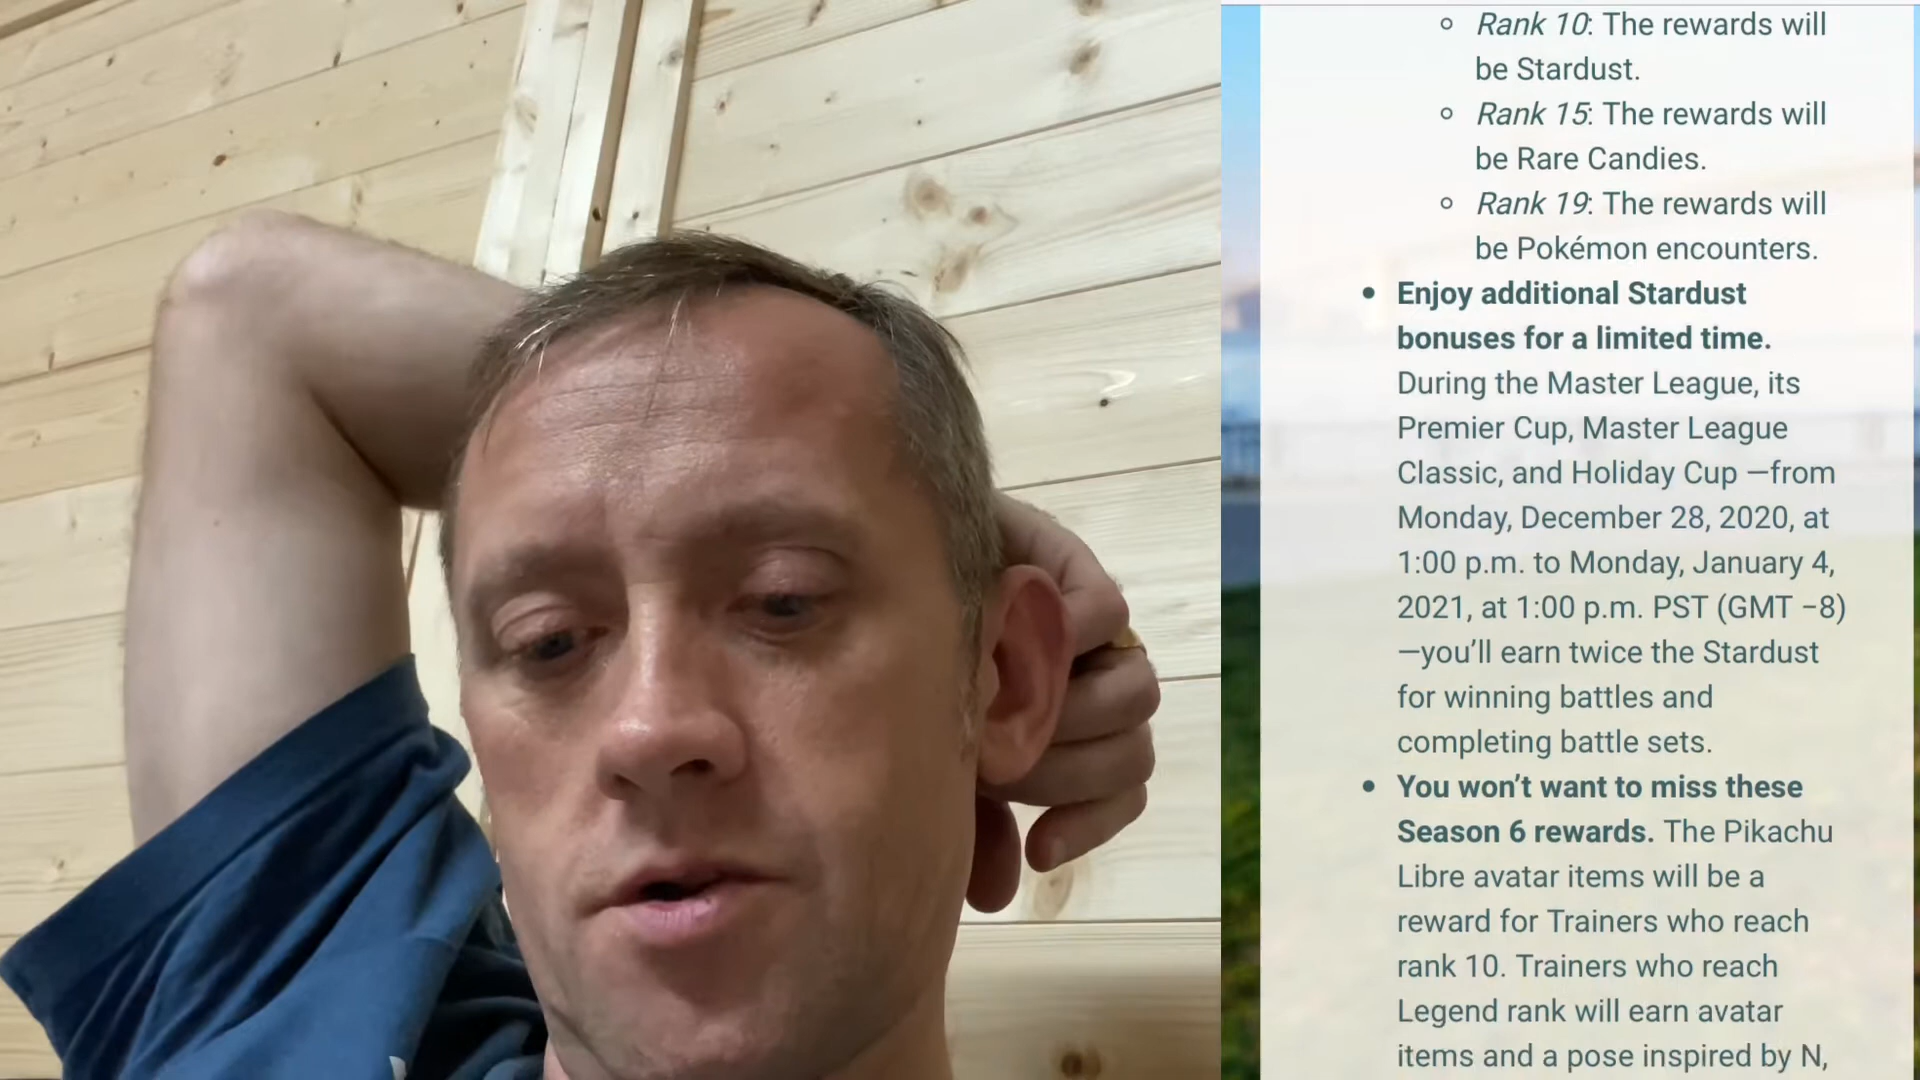 Rank 10: The rewards will
be Stardust.
Rank 15: The rewards will
be Rare Candies.
Rank 19: The rewards will
be Pokémon encounters.
Enjoy additional Stardust
bonuses for a limited time.
During the Master League, its
Premier Cup, Master League
Classic, and Holiday Cup —from
Monday, December 28, 2020, at
1:00 p.m. to Monday, January 4,
2021, at 1:00 p.m. PST (GMT −8)
—you’ll earn twice the Stardust
for winning battles and
completing battle sets.
You won’t want to miss these
Season 6 rewards. The Pikachu
Libre avatar items will be a
reward for Trainers who reach
rank 10. Trainers who reach
Legend rank will earn avatar
items and a pose inspired by N,